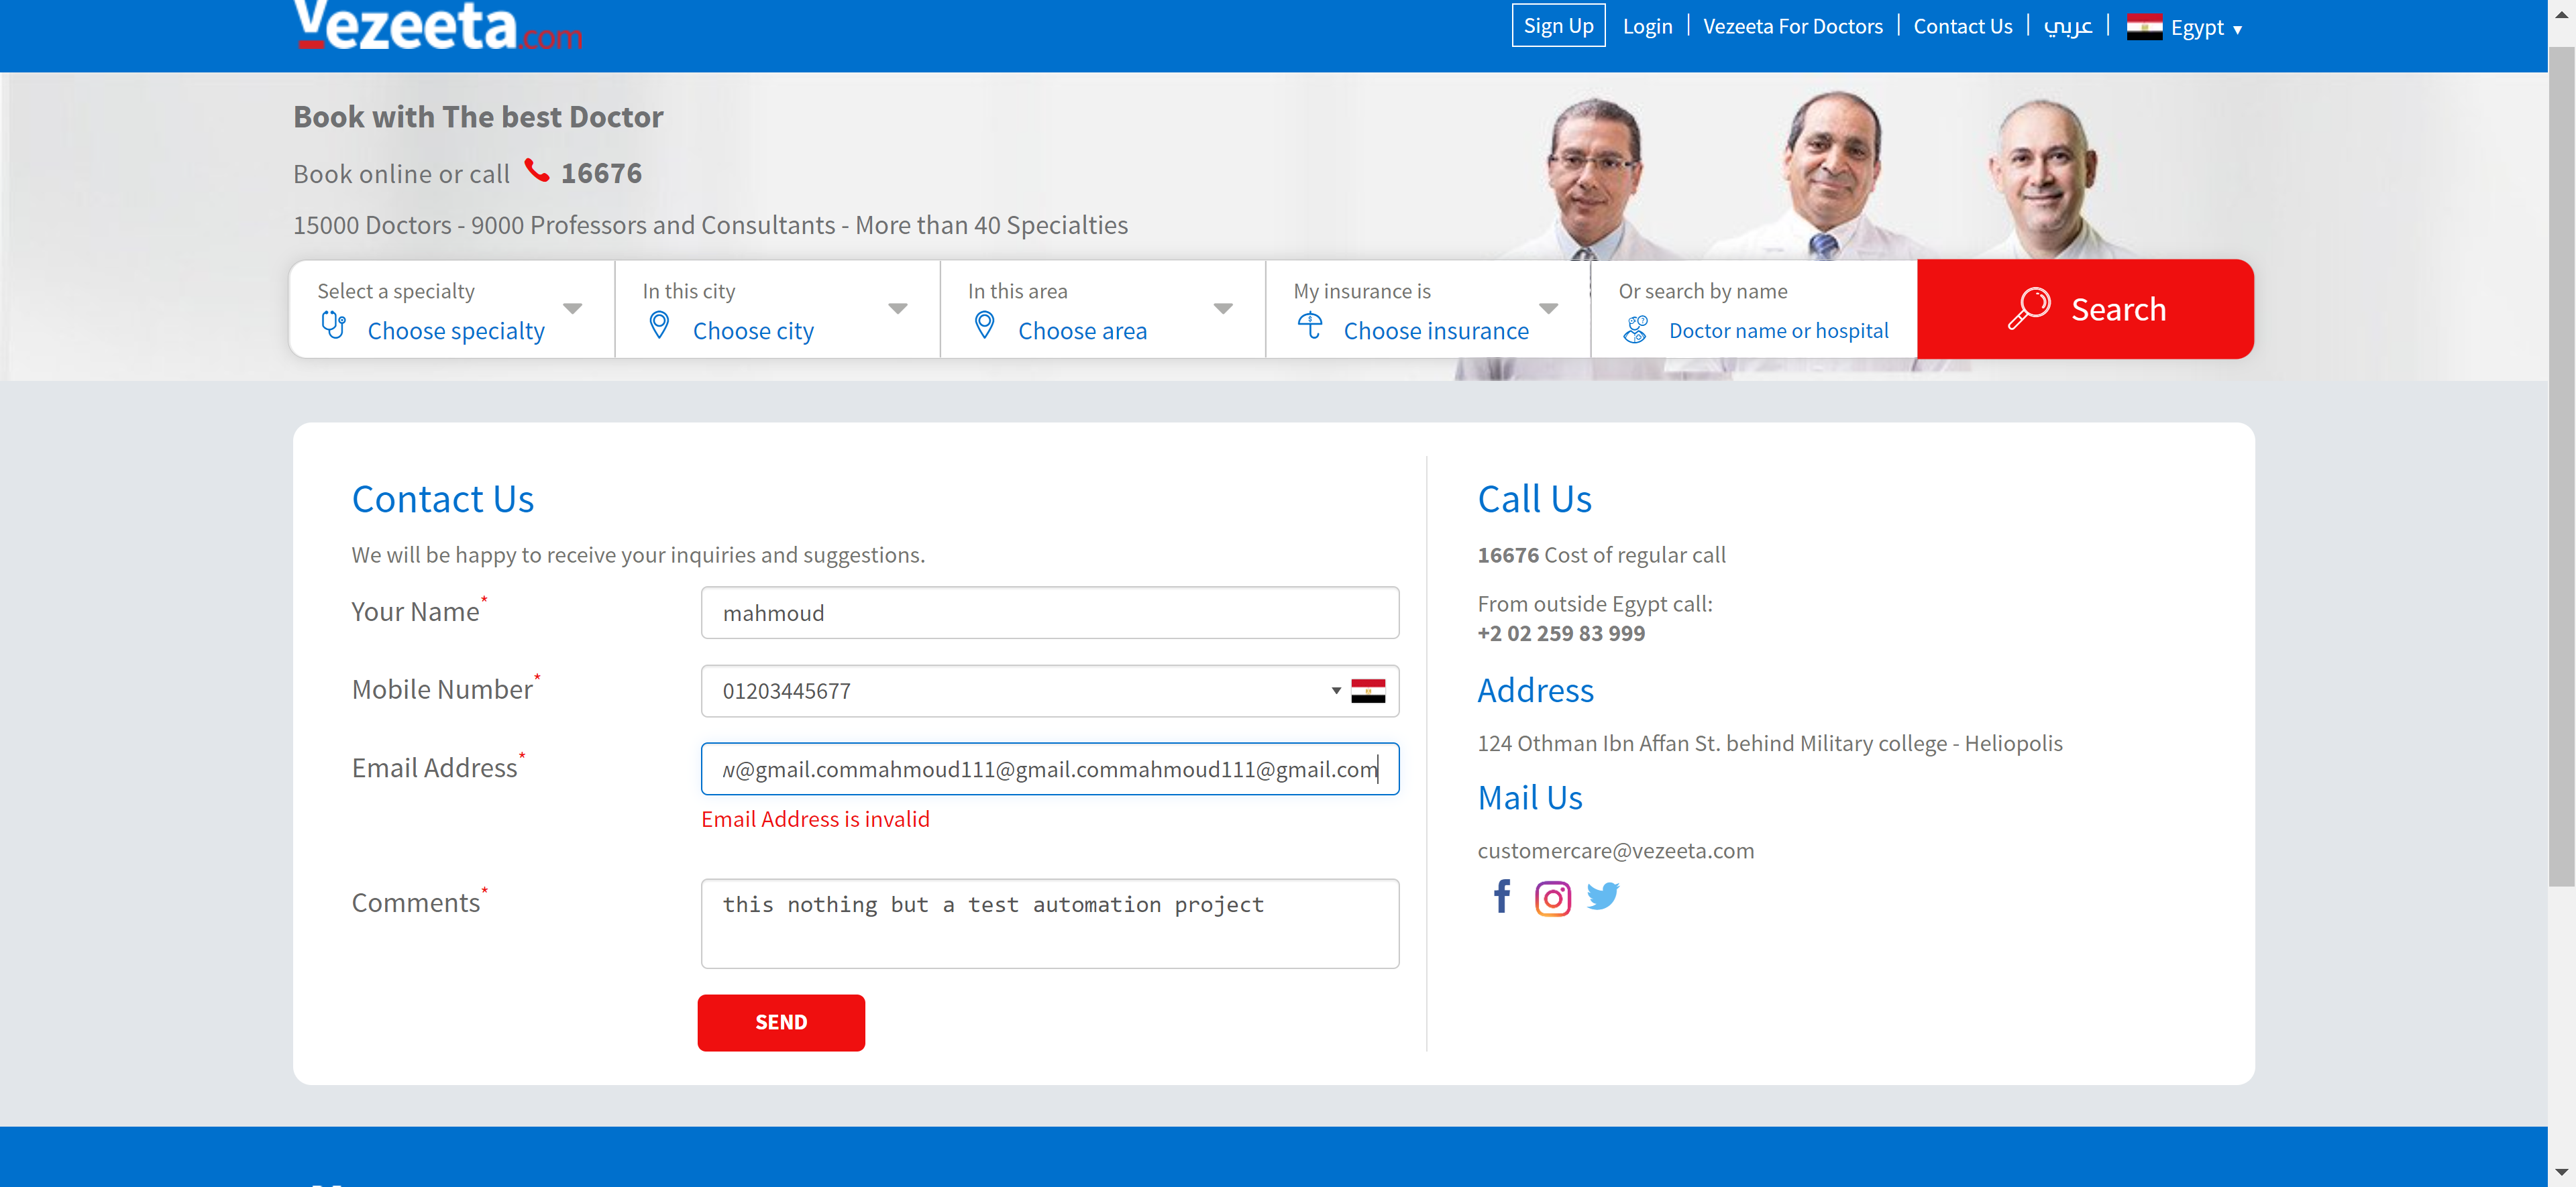 Vezeeta.com
Sign Up
Login
Vezeeta For Doctors
Contact Us
عربي
Egypt
Book with The best Doctor
Book online or call 16676
15000 Doctors - 9000 Professors and Consultants - More than 40 Specialties
Select a specialty
Choose specialty
In this city
Choose city
In this area
Choose area
My insurance is
Choose insurance
Or search by name
Doctor name or hospital
Search
Contact Us
We will be happy to receive your inquiries and suggestions.
Your Name*
mahmoud
Mobile Number*
01203445677
Email Address*
@gmail.commahmoud111@gmail.commahmoud111@gmail.com
Email Address is invalid
Comments*
this nothing but a test automation project
SEND
Call Us
16676 Cost of regular call
From outside Egypt call:
+2 02 259 83 999
Address
124 Othman Ibn Affan St. behind Military college - Heliopolis
Mail Us
customercare@vezeeta.com